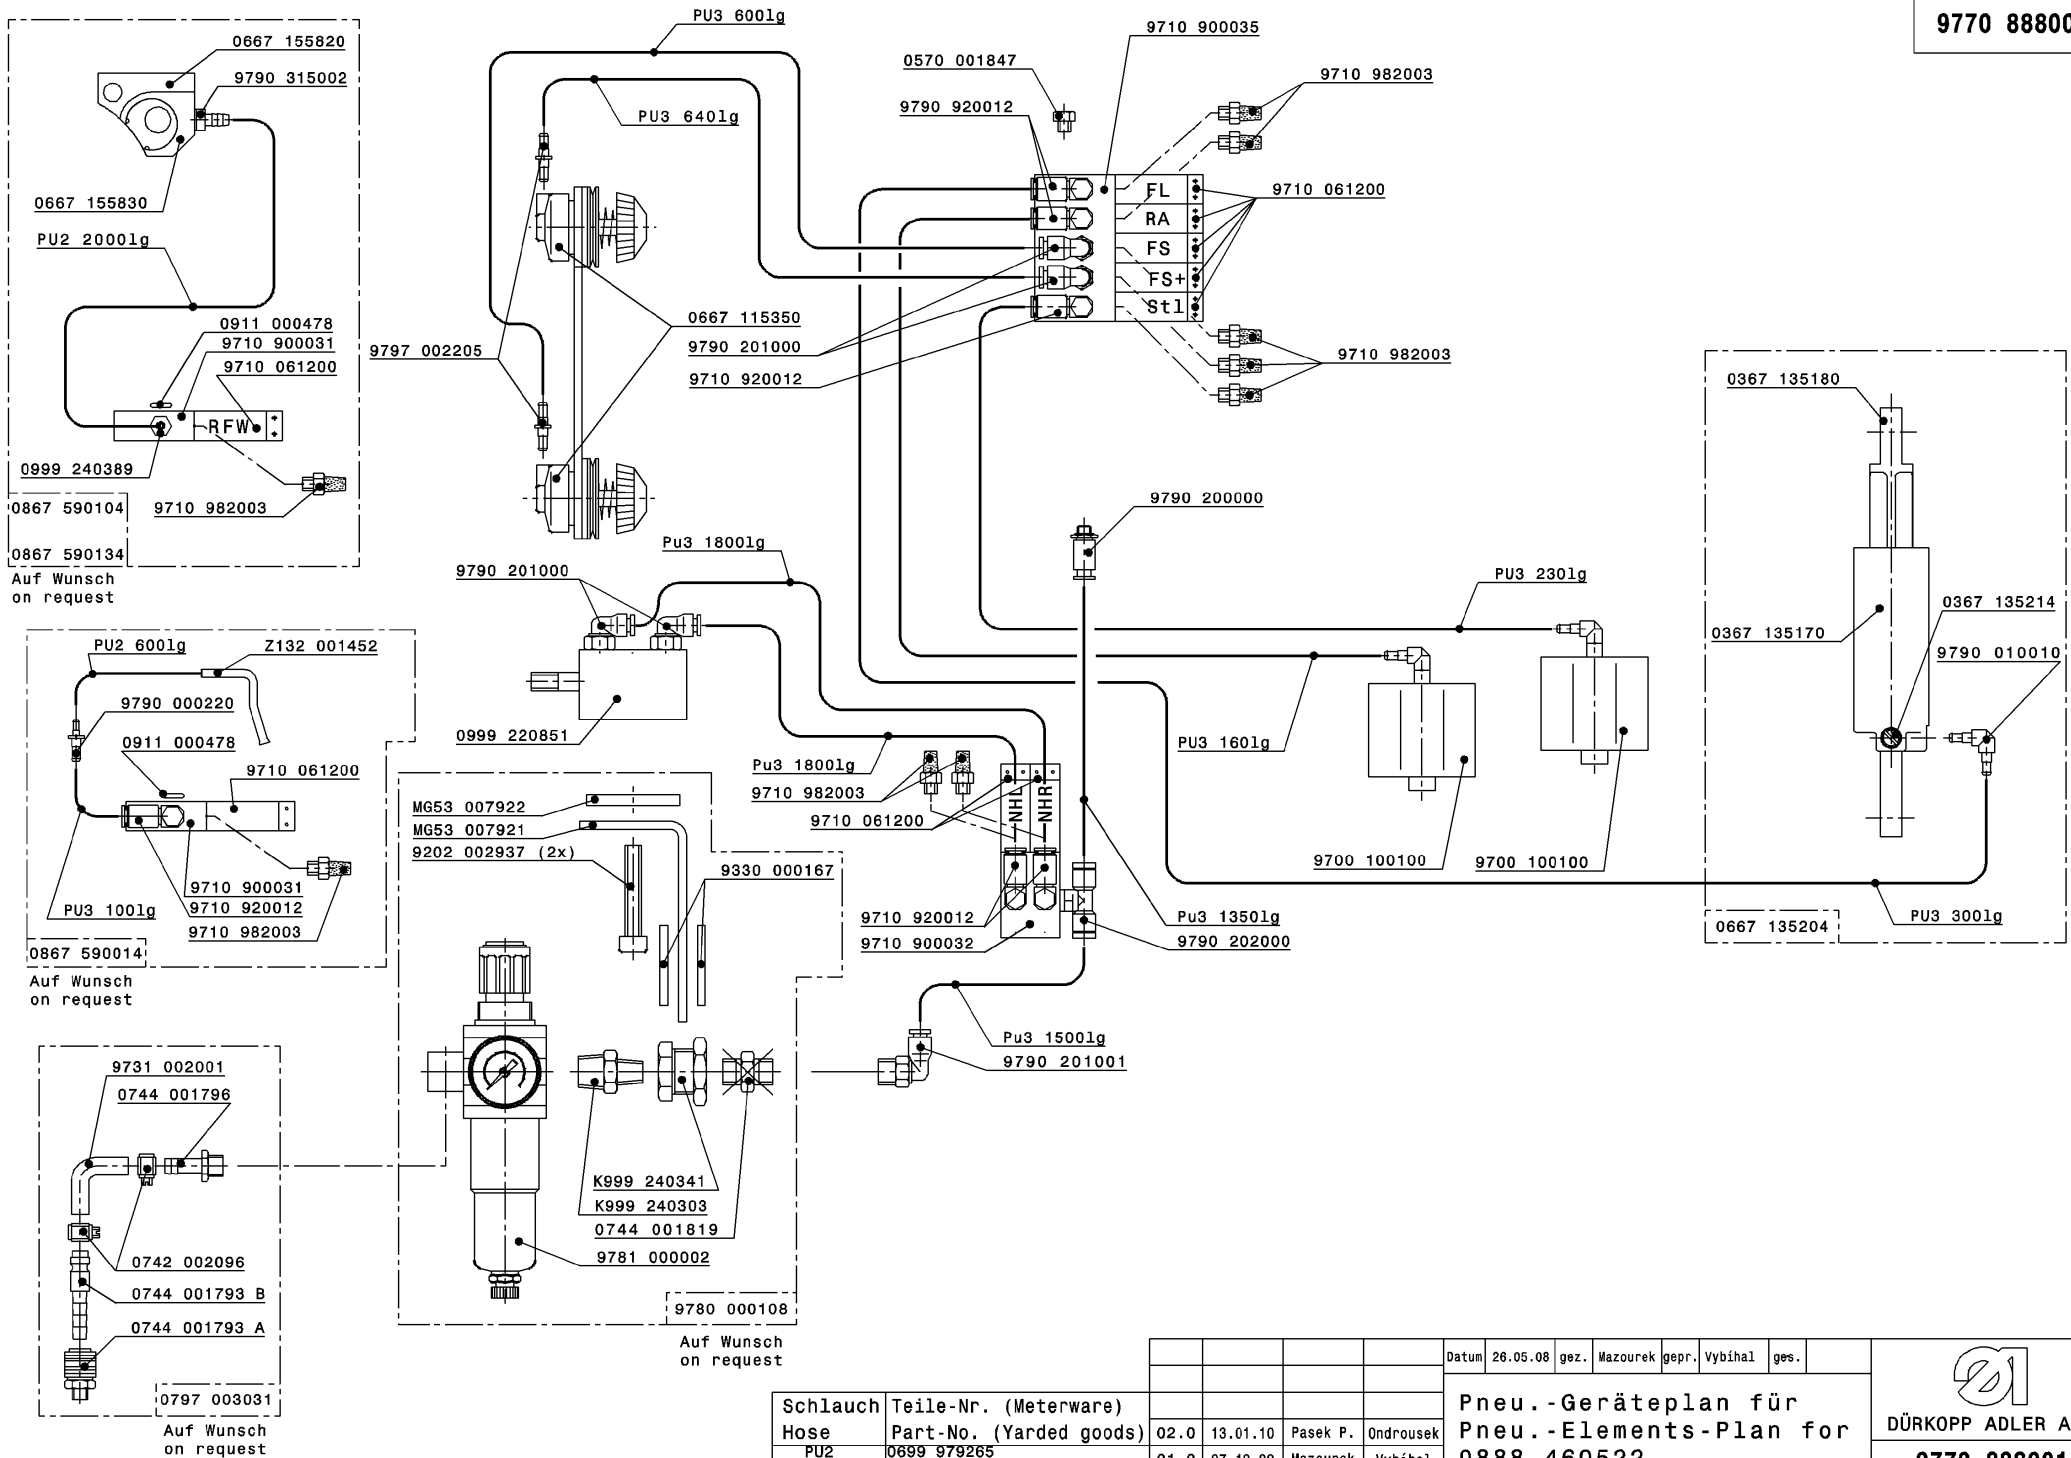 9770 88800
PU3 600lg
0667 155820
9790 315002
0667 155830
PU2 2000lg
0911 000478
9710 900031
9710 061200
RFW
0999 240389
9710 982003
0867 590104
0867 590134
Auf Wunsch
on request
PU3 640lg
9797 002205
0667 115350
9790 201000
9710 920012
0570 001847
9790 920012
9710 900035
9710 982003
FL
RA
FS
FS+
Stl
9710 061200
9710 982003
0367 135180
0367 135170
0367 135214
9790 010010
0667 135204
PU3 300lg
9790 200000
PU3 230lg
PU3 160lg
9700 100100
9700 100100
Pu3 1800lg
9790 201000
0999 220851
Pu3 1800lg
9710 982003
9710 061200
NHL
NHR
9710 920012
9710 900032
Pu3 1350lg
9790 202000
Pu3 1500lg
9790 201001
PU2 600lg
Z132 001452
9790 000220
0911 000478
9710 061200
9710 900031
PU3 100lg
9710 920012
9710 982003
0867 590014
Auf Wunsch
on request
MG53 007922
MG53 007921
9202 002937 (2x)
9330 000167
K999 240341
K999 240303
0744 001819
9781 000002
9780 000108
Auf Wunsch
on request
9731 002001
0744 001796
0742 002096
0744 001793 B
0744 001793 A
0797 003031
Auf Wunsch
on request
Schlauch Teile-Nr. (Meterware)
Hose Part-No. (Yarded goods)
PU2 0699 979265
02.0 13.01.10 Pasek P. Ondrousek
Datum 26.05.08 gez. Mazourek gepr. Vybíhal ges.
Pneu.-Geräteplan für
Pneu.-Elements-Plan for
DÜRKOPP ADLER A